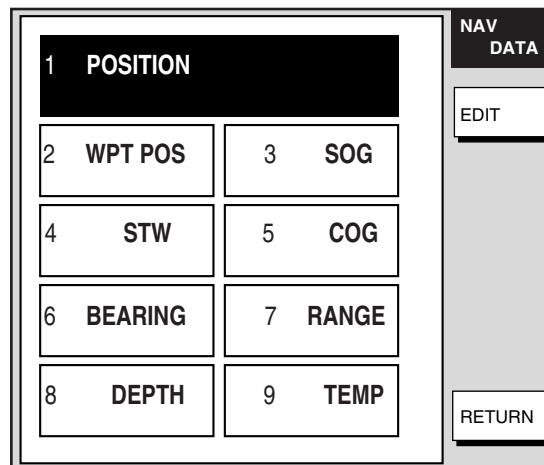 NAV
DATA
1 POSITION
EDIT
2 WPT POS
3 SOG
4 STW
5 COG
6 BEARING
7 RANGE
8 DEPTH
9 TEMP
RETURN